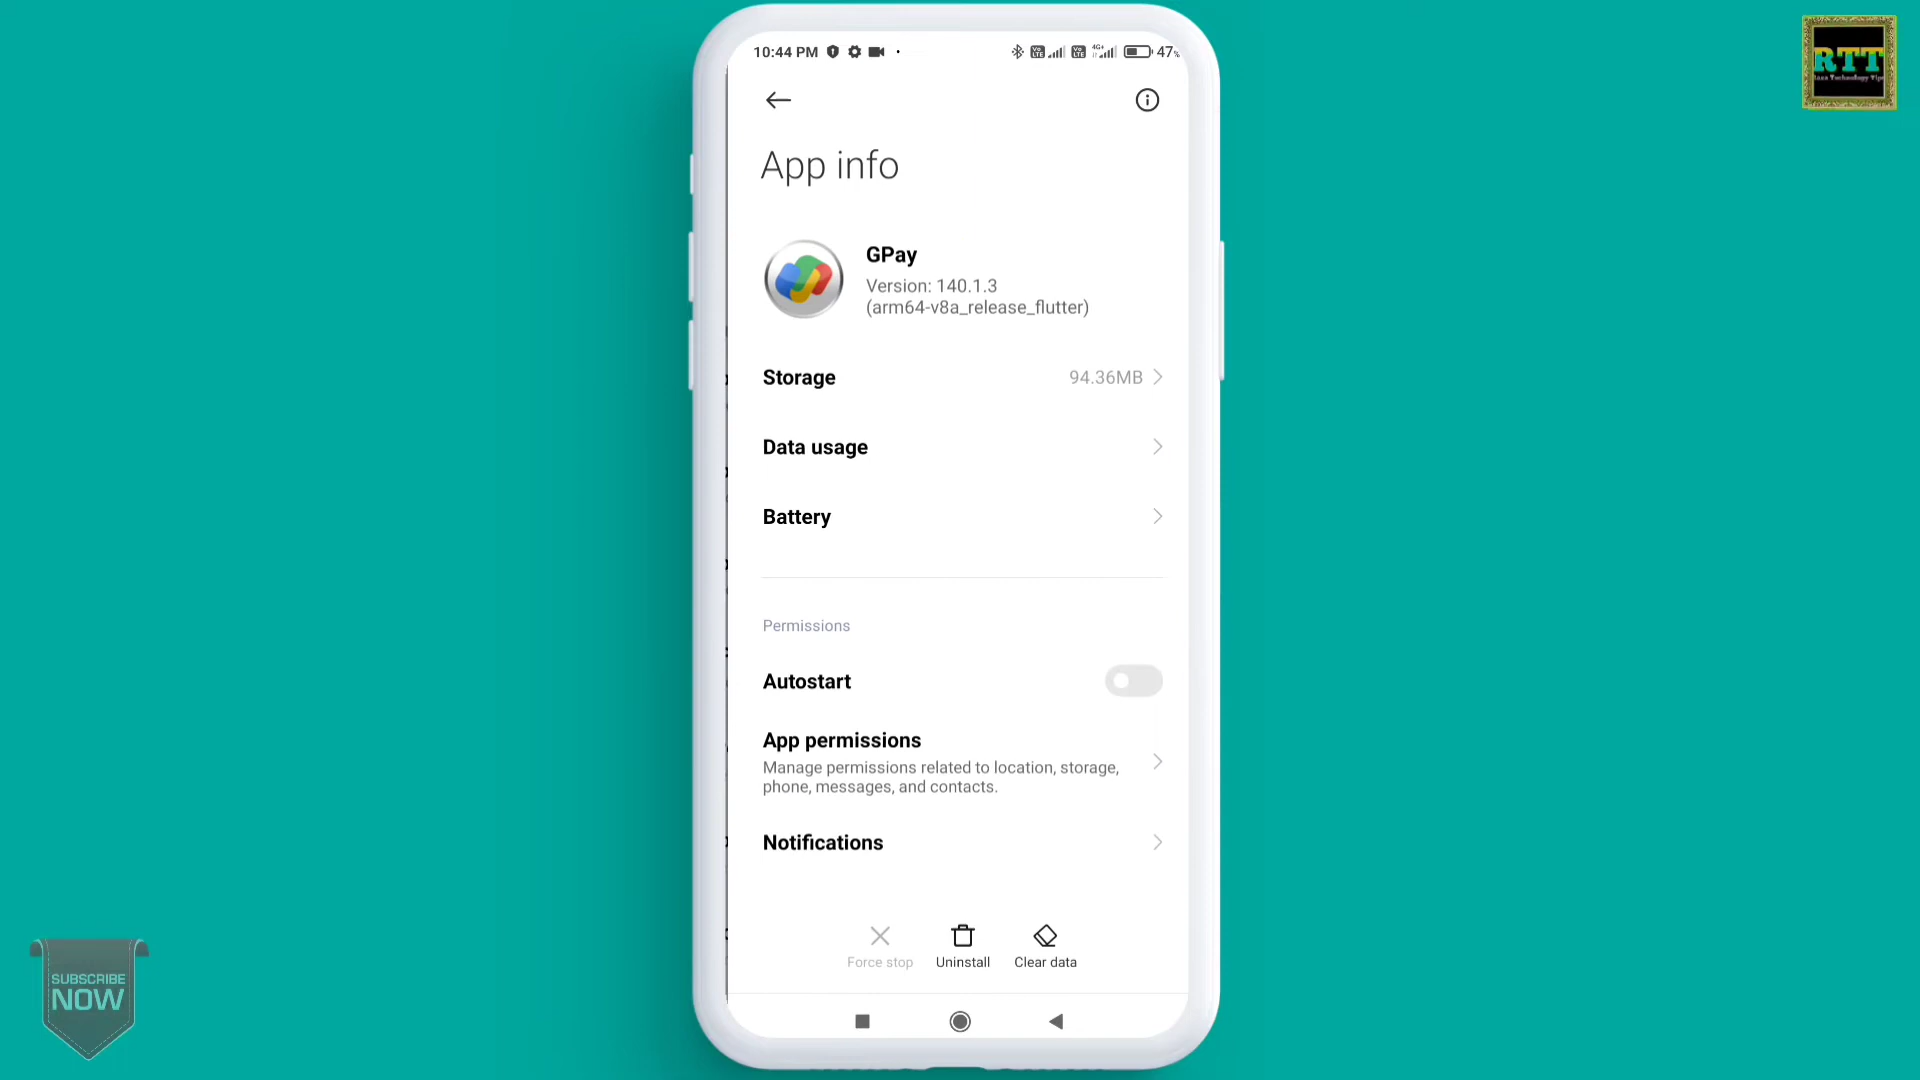 10:44 PM
47%
RTT
App info
GPay
Version: 140.1.3
(arm64-v8a_release_flutter)
Storage
94.36MB
Data usage
Battery
Permissions
Autostart
App permissions
Manage permissions related to location, storage,
phone, messages, and contacts.
Notifications
Force stop
Uninstall
Clear data
SUBSCRIBE
NOW